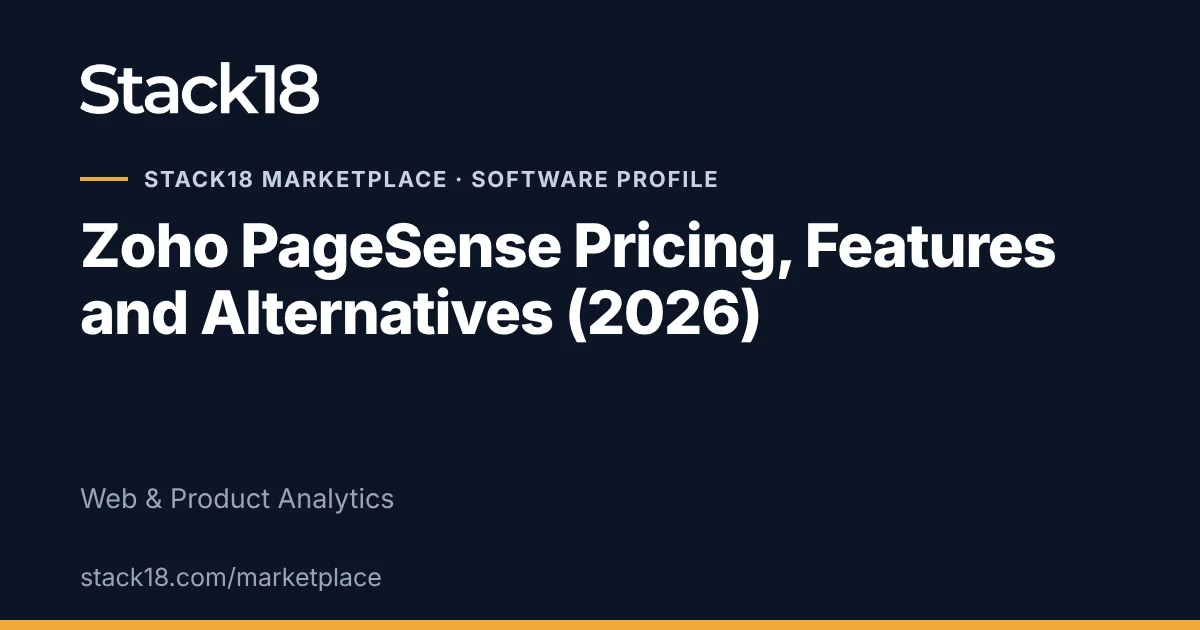 Stack18
STACK18 MARKETPLACE · SOFTWARE PROFILE
Zoho PageSense Pricing, Features
and Alternatives (2026)
Web & Product Analytics
stack18.com/marketplace